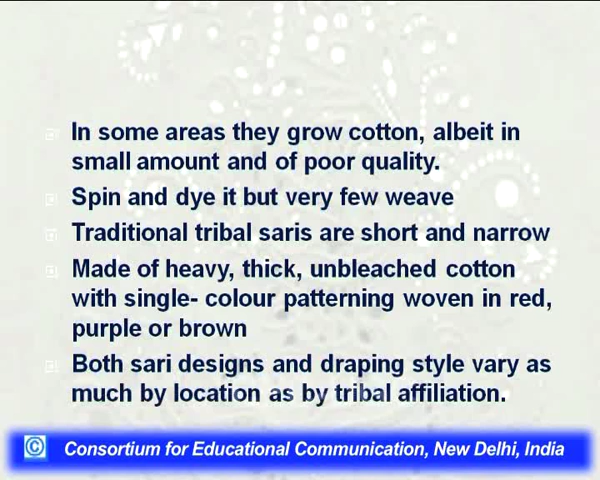 In some areas they grow cotton, albeit in
small amount and of poor quality.
Spin and dye it but very few weave
Traditional tribal saris are short and narrow
Made of heavy, thick, unbleached cotton
with single- colour patterning woven in red,
purple or brown
Both sari designs and draping style vary as
much by location as by tribal affiliation.
© Consortium for Educational Communication, New Delhi, India